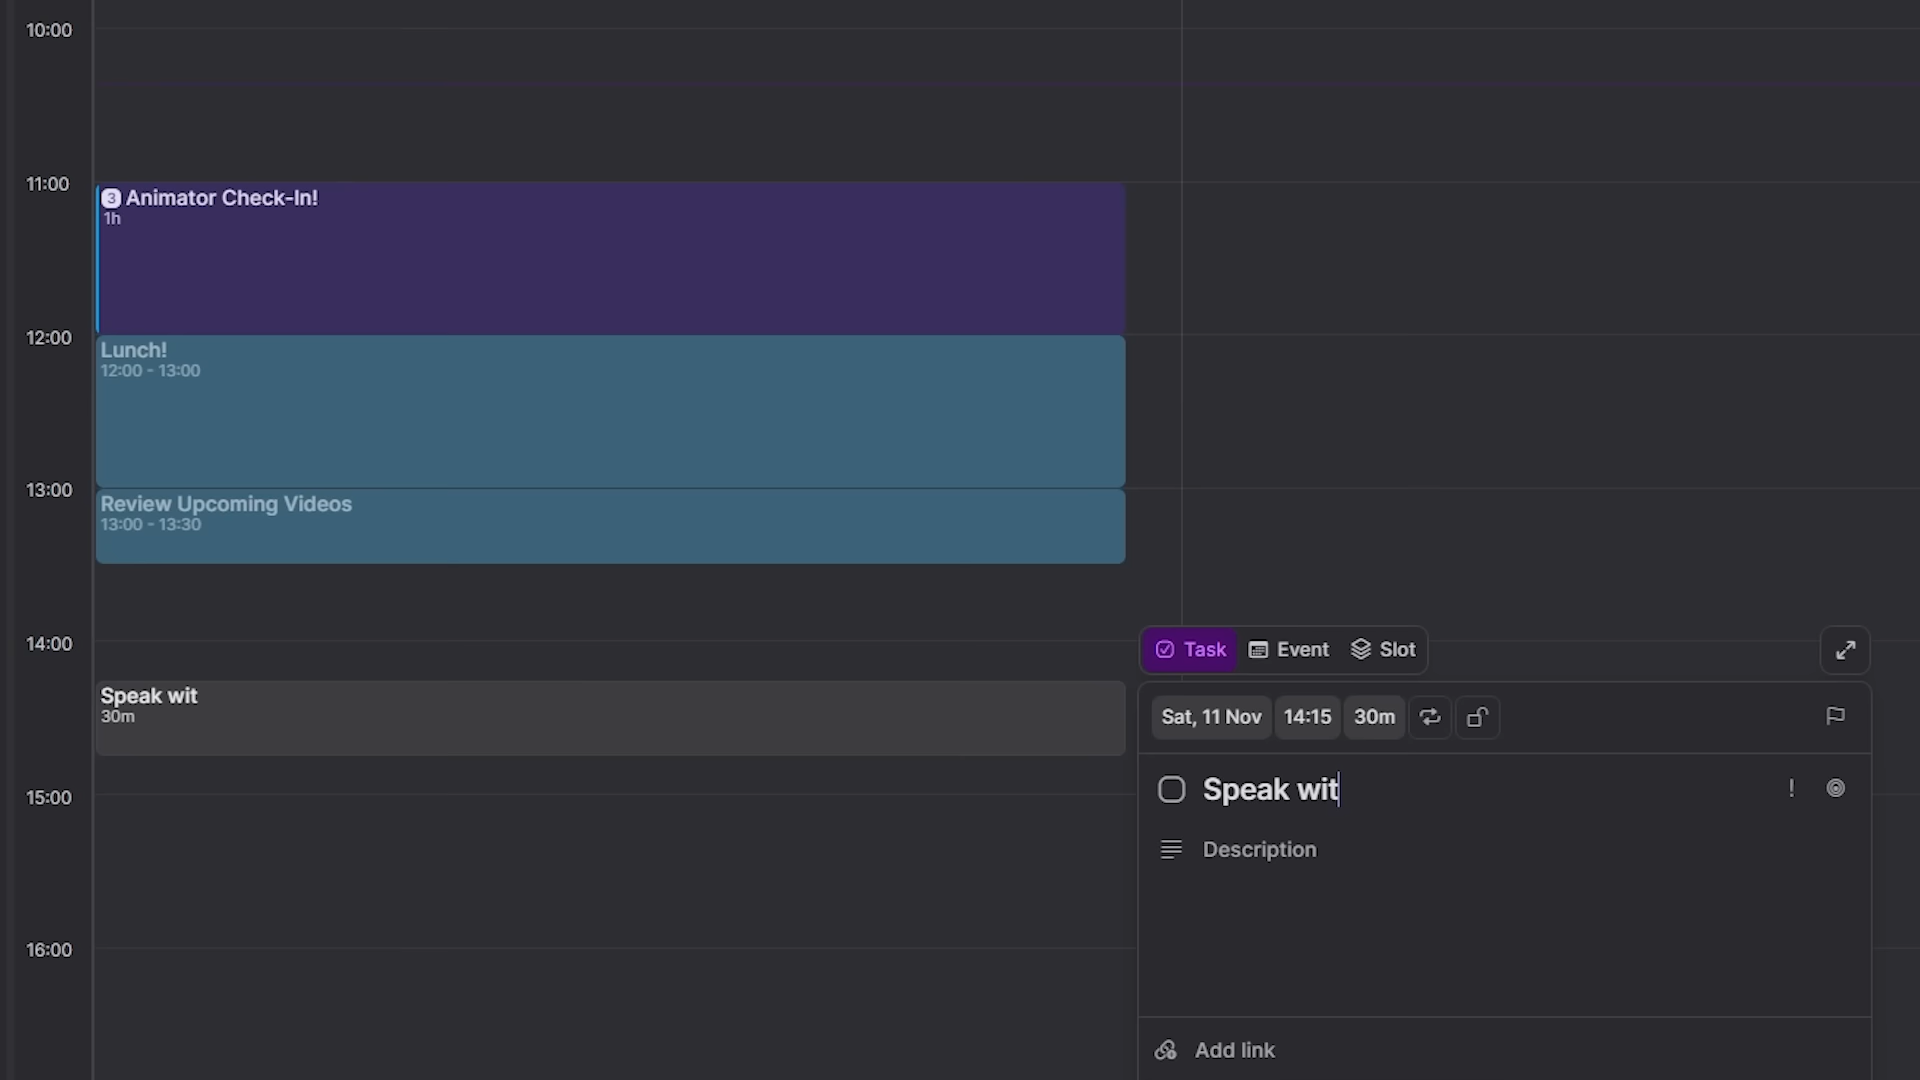 10:00
11:00
3 Animator Check-In!
1h
12:00
Lunch!
12:00 - 13:00
13:00
Review Upcoming Videos
13:00 - 13:30
14:00
Task Event Slot
Speak wit
30m
Sat, 11 Nov 14:15 30m
Speak wit !
15:00
Description
16:00
Add link